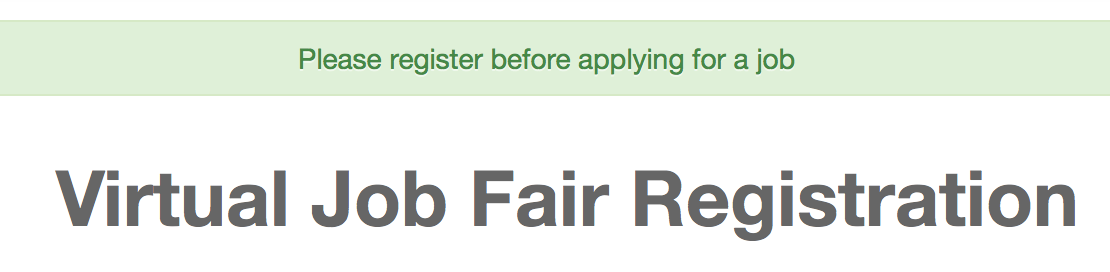 Please register before applying for a job
Virtual Job Fair Registration